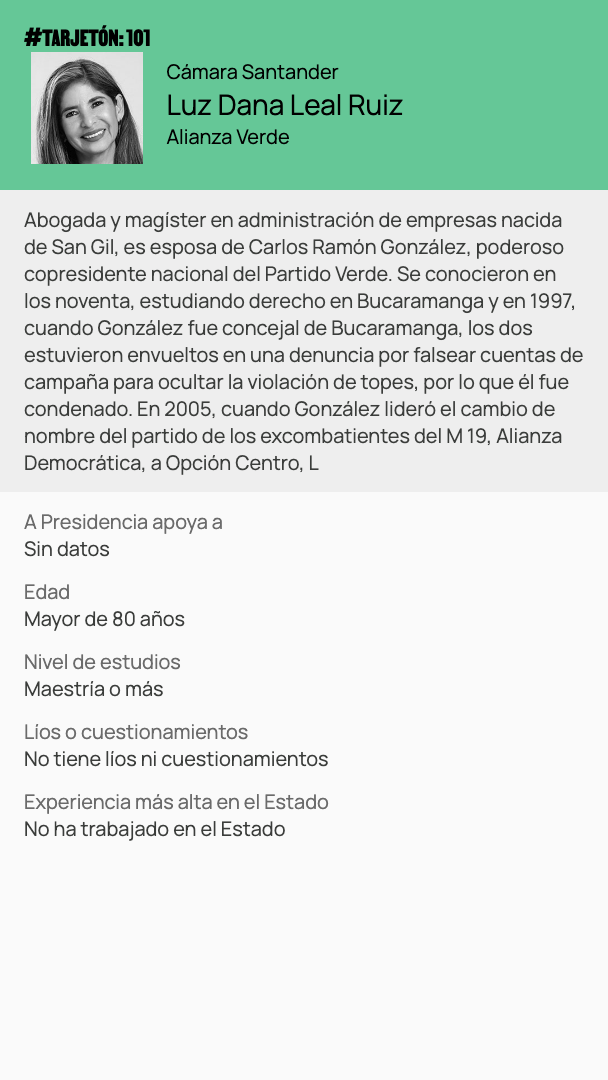 #TARJETÓN: 101
Cámara Santander
Luz Dana Leal Ruiz
Alianza Verde
Abogada y magíster en administración de empresas nacida
de San Gil, es esposa de Carlos Ramón González, poderoso
copresidente nacional del Partido Verde. Se conocieron en
los noventa, estudiando derecho en Bucaramanga y en 1997,
cuando González fue concejal de Bucaramanga, los dos
estuvieron envueltos en una denuncia por falsear cuentas de
campaña para ocultar la violación de topes, por lo que él fue
condenado. En 2005, cuando González lideró el cambio de
nombre del partido de los excombatientes del M 19, Alianza
Democrática, a Opción Centro, L
A Presidencia apoya a
Sin datos
Edad
Mayor de 80 años
Nivel de estudios
Maestría o más
Líos o cuestionamientos
No tiene líos ni cuestionamientos
Experiencia más alta en el Estado
No ha trabajado en el Estado